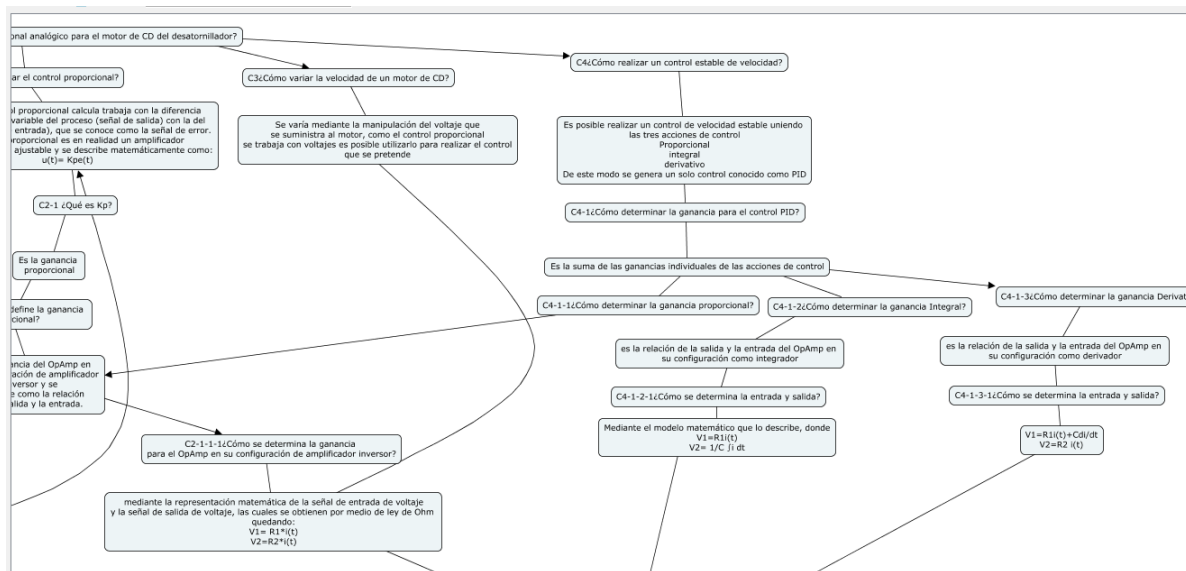 onal analógico para el motor de CD del desatornillador?
ar el control proporcional?
C3¿Cómo variar la velocidad de un motor de CD?
C4¿Cómo realizar un control estable de velocidad?
ol proporcional calcula trabaja con la diferencia
variable del proceso (señal de salida) con la del
entrada), que se conoce como la señal de error.
proporcional es en realidad un amplificador
ajustable y se describe matemáticamente como:
u(t)= Kpe(t)
Se varía mediante la manipulación del voltaje que
se suministra al motor, como el control proporcional
se trabaja con voltajes es posible utilizarlo para realizar el control
que se pretende
Es posible realizar un control de velocidad estable uniendo
las tres acciones de control
Proporcional
integral
derivativo
De este modo se genera un solo control conocido como PID
C2-1 ¿Qué es Kp?
C4-1¿Cómo determinar la ganancia para el control PID?
Es la ganancia
proporcional
Es la suma de las ganancias individuales de las acciones de control
define la ganancia
cional?
C4-1-1¿Cómo determinar la ganancia proporcional?
C4-1-2¿Cómo determinar la ganancia Integral?
C4-1-3¿Cómo determinar la ganancia Derivat
ancia del OpAmp en
ración de amplificador
nversor y se
e como la relación
alida y la entrada.
es la relación de la salida y la entrada del OpAmp en
su configuración como integrador
es la relación de la salida y la entrada del OpAmp en
su configuración como derivador
C4-1-2-1¿Cómo se determina la entrada y salida?
C4-1-3-1¿Cómo se determina la entrada y salida?
C2-1-1-1¿Cómo se determina la ganancia
para el OpAmp en su configuración de amplificador inversor?
Mediante el modelo matemático que lo describe, donde
V1=R1i(t)
V2= 1/C ∫i dt
V1=R1i(t)+Cdi/dt
V2=R2 i(t)
mediante la representación matemática de la señal de entrada de voltaje
y la señal de salida de voltaje, las cuales se obtienen por medio de ley de Ohm
quedando:
V1= R1*i(t)
V2=R2*i(t)